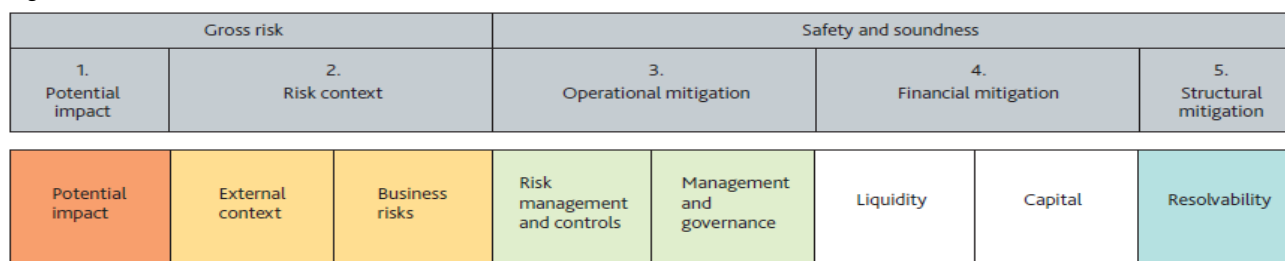 Gross risk
Safety and soundness
1.
Potential
impact
2.
Risk context
3.
Operational mitigation
4.
Financial mitigation
5.
Structural
mitigation
Potential
impact
External
context
Business
risks
Risk
management
and controls
Management
and
governance
Liquidity
Capital
Resolvability